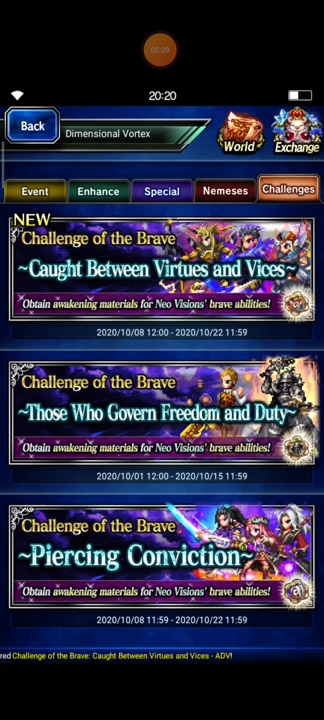 00:09
20:20
Back
Dimensional Vortex
World
Exchange
Event
Enhance
Special
Nemeses
Challenges
NEW
Challenge of the Brave
~Caught Between Virtues and Vices~
Obtain awakening materials for Neo Visions' brave abilities!
2020/10/08 12:00 - 2020/10/22 11:59
Challenge of the Brave
~Those Who Govern Freedom and Duty~
Obtain awakening materials for Neo Visions' brave abilities!
2020/10/01 12:00 - 2020/10/15 11:59
Challenge of the Brave
~Piercing Conviction~
Obtain awakening materials for Neo Visions' brave abilities!
2020/10/08 11:59 - 2020/10/22 11:59
red Challenge of the Brave: Caught Between Virtues and Vices - ADV!